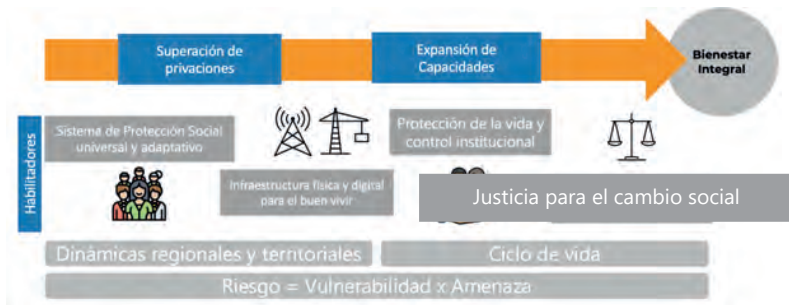 Superación de
privaciones
Expansión de
Capacidades
Bienestar
Integral
Habilitadores
Sistema de Protección Social
universal y adaptativo
Protección de la vida y
control institucional
Infraestructura física y digital
para el buen vivir
Justicia para el cambio social
Dinámicas regionales y territoriales
Ciclo de vida
Riesgo = Vulnerabilidad x Amenaza